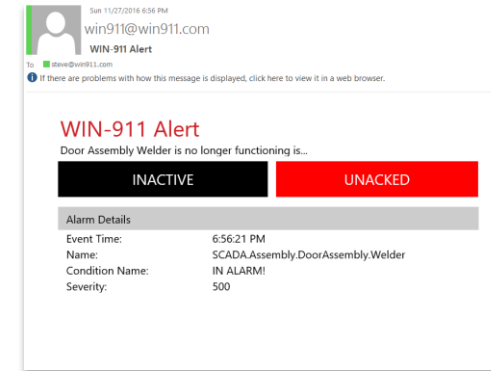 Sun 11/27/2016 6:56 PM
win911@win911.com
WIN-911 Alert
To steve@win911.com
If there are problems with how this message is displayed, click here to view it in a web browser.
WIN-911 Alert
Door Assembly Welder is no longer functioning is...
INACTIVE UNACKED
Alarm Details
Event Time: 6:56:21 PM
Name: SCADA.Assembly.DoorAssembly.Welder
Condition Name: IN ALARM!
Severity: 500